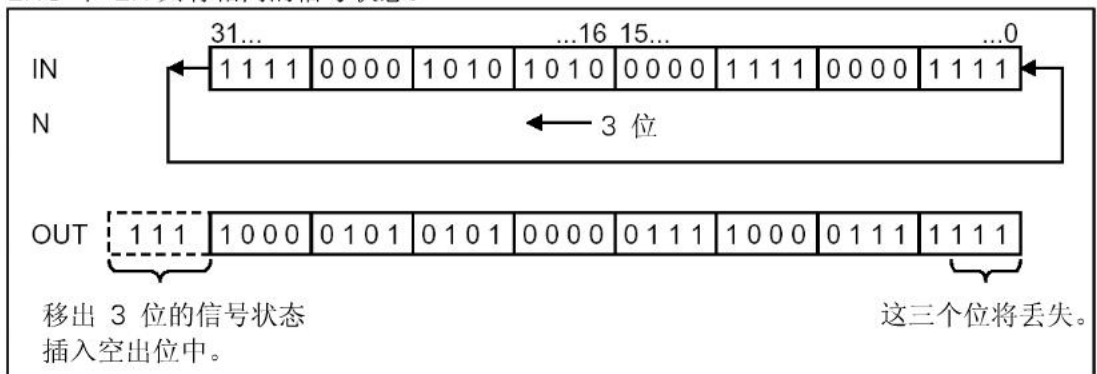 31... ...16 15... ...0
IN 1111 0000 1010 1010 0000 1111 0000 1111
N 3 位
OUT 111 1000 0101 0101 0000 0111 1000 0111 1111
移出 3 位的信号状态 这三个位将丢失。
插入空出位中。